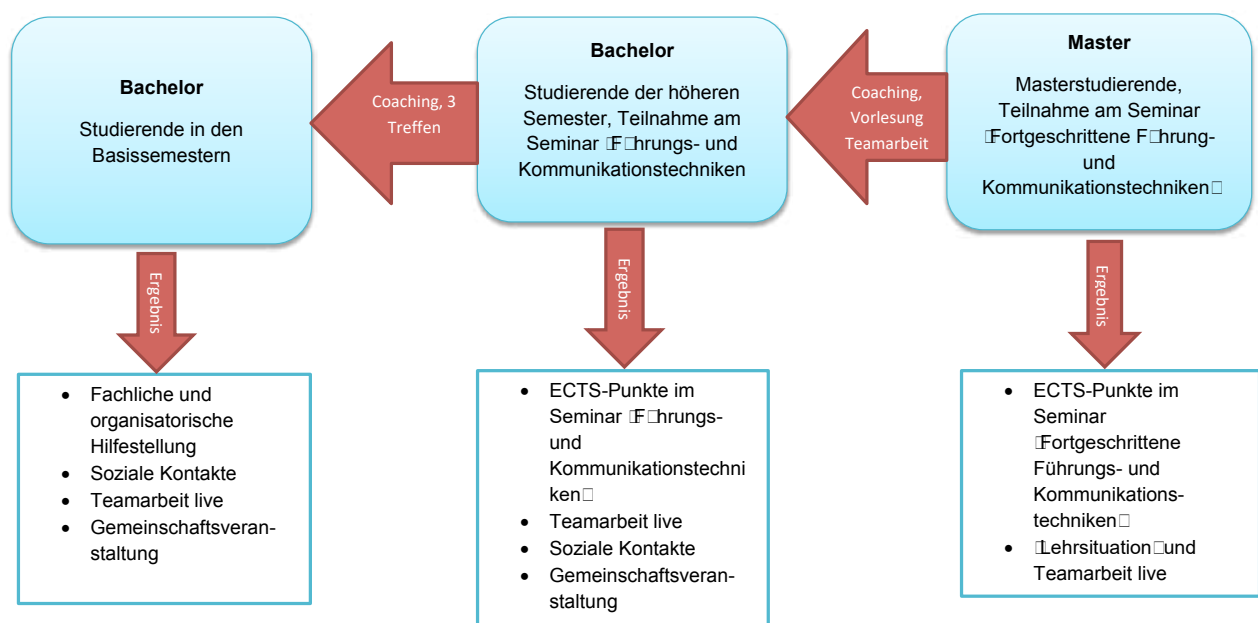 Bachelor
Studierende in den
Basissemestern
Coaching, 3
Treffen
Bachelor
Studierende der höheren
Semester, Teilnahme am
Seminar □F□hrungs- und
Kommunikationstechniken
Coaching,
Vorlesung
Teamarbeit
Master
Masterstudierende,
Teilnahme am Seminar
□Fortgeschrittene F□hrung-
und
Kommunikationstechniken□
Ergebnis
Ergebnis
Ergebnis
• Fachliche und
organisatorische
Hilfestellung
• Soziale Kontakte
• Teamarbeit live
• Gemeinschaftsveran-
staltung
• ECTS-Punkte im
Seminar □F□hrungs-
und
Kommunikationstechni
ken□
• Teamarbeit live
• Soziale Kontakte
• Gemeinschaftsveran-
staltung
• ECTS-Punkte im
Seminar
□Fortgeschrittene
Führungs- und
Kommunikations-
techniken□
• □Lehrsituation□und
Teamarbeit live